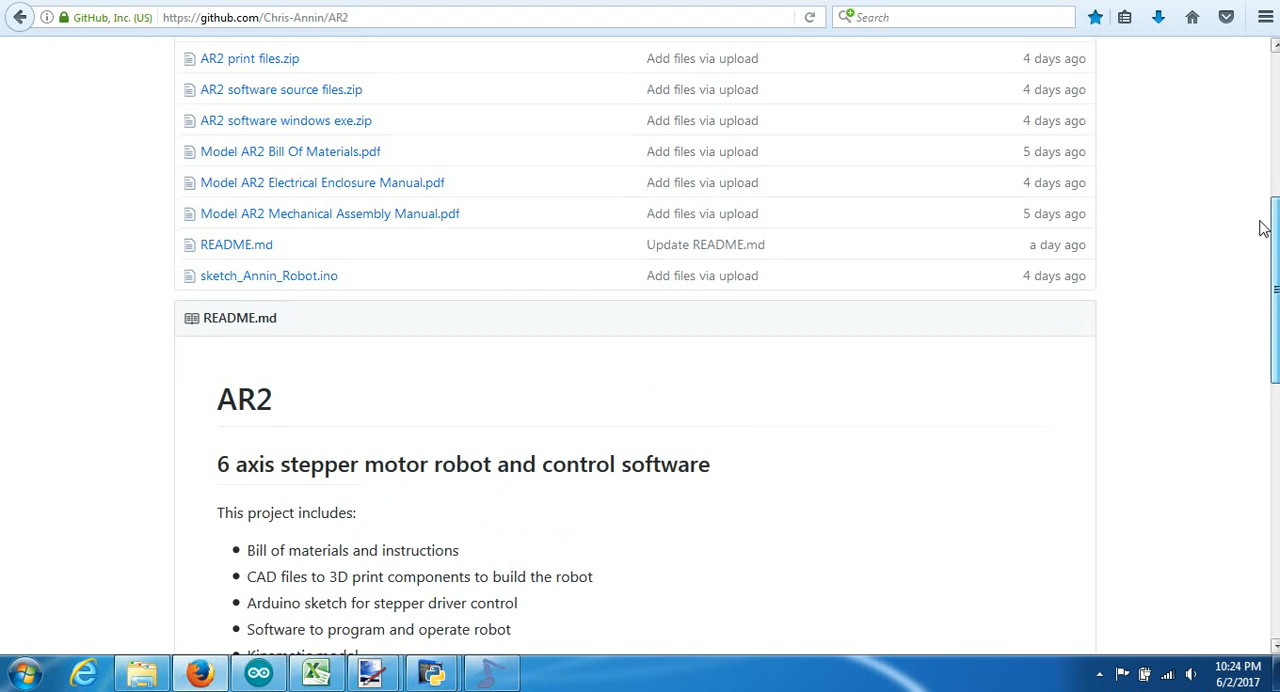 GitHub, Inc. (US) https://github.com/Chris-Annin/AR2 Search
AR2 print files.zip Add files via upload 4 days ago
AR2 software source files.zip Add files via upload 4 days ago
AR2 software windows exe.zip Add files via upload 4 days ago
Model AR2 Bill Of Materials.pdf Add files via upload 5 days ago
Model AR2 Electrical Enclosure Manual.pdf Add files via upload 4 days ago
Model AR2 Mechanical Assembly Manual.pdf Add files via upload 5 days ago
README.md Update README.md a day ago
sketch_Annin_Robot.ino Add files via upload 4 days ago
README.md
AR2
6 axis stepper motor robot and control software
This project includes:
Bill of materials and instructions
CAD files to 3D print components to build the robot
Arduino sketch for stepper driver control
Software to program and operate robot
Kinematic model
10:24 PM
6/2/2017